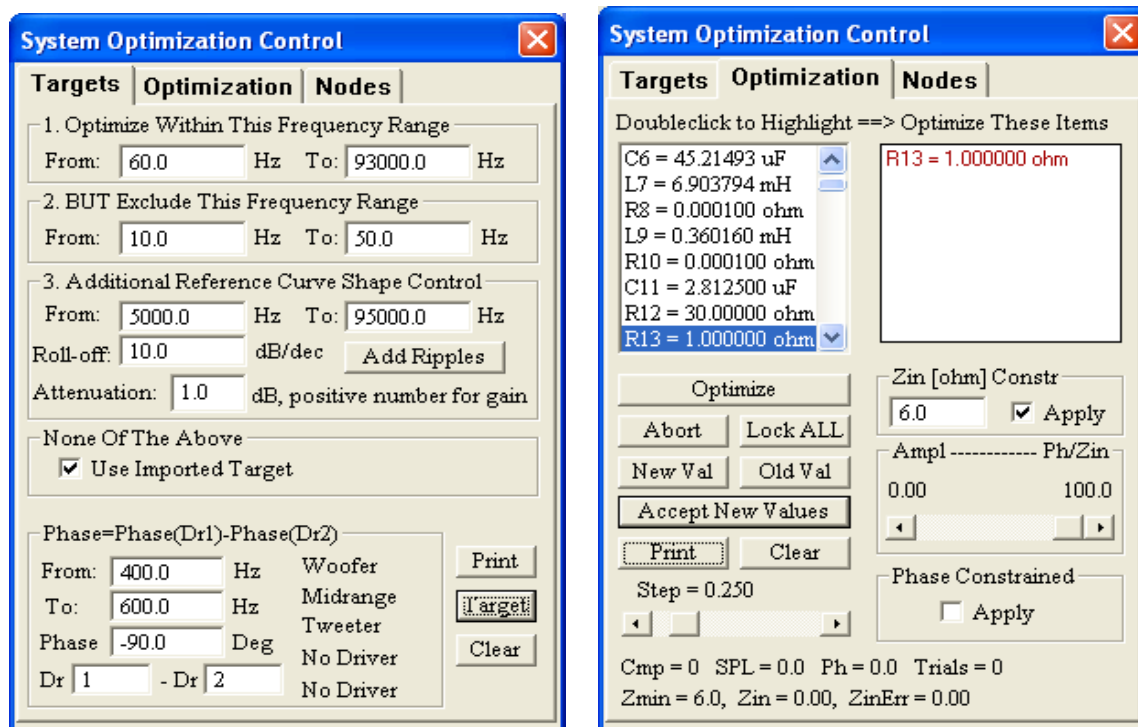 System Optimization Control
Targets Optimization Nodes
1. Optimize Within This Frequency Range
From: 60.0 Hz To: 93000.0 Hz
2. BUT Exclude This Frequency Range
From: 10.0 Hz To: 50.0 Hz
3. Additional Reference Curve Shape Control
From: 5000.0 Hz To: 95000.0 Hz
Roll-off: 10.0 dB/dec Add Ripples
Attenuation: 1.0 dB, positive number for gain
None Of The Above
Use Imported Target
Phase=Phase(Dr1)-Phase(Dr2)
From: 400.0 Hz Woofer Print
To: 600.0 Hz Midrange Target
Phase -90.0 Deg Tweeter Clear
No Driver
Dr 1 - Dr 2 No Driver
System Optimization Control
Targets Optimization Nodes
Doubleclick to Highlight ==> Optimize These Items
C6 = 45.21493 uF R13 = 1.000000 ohm
L7 = 6.903794 mH
R8 = 0.000100 ohm
L9 = 0.360160 mH
R10 = 0.000100 ohm
C11 = 2.812500 uF
R12 = 30.00000 ohm
R13 = 1.000000 ohm
Optimize
Abort Lock ALL
New Val Old Val
Accept New Values
Print Clear
Step = 0.250
Zin [ohm] Constr
6.0 Apply
Ampl ------------ Ph/Zin
0.00 100.0
Phase Constrained
Apply
Cmp = 0 SPL = 0.0 Ph = 0.0 Trials = 0
Zmin = 6.0, Zin = 0.00, ZinErr = 0.00